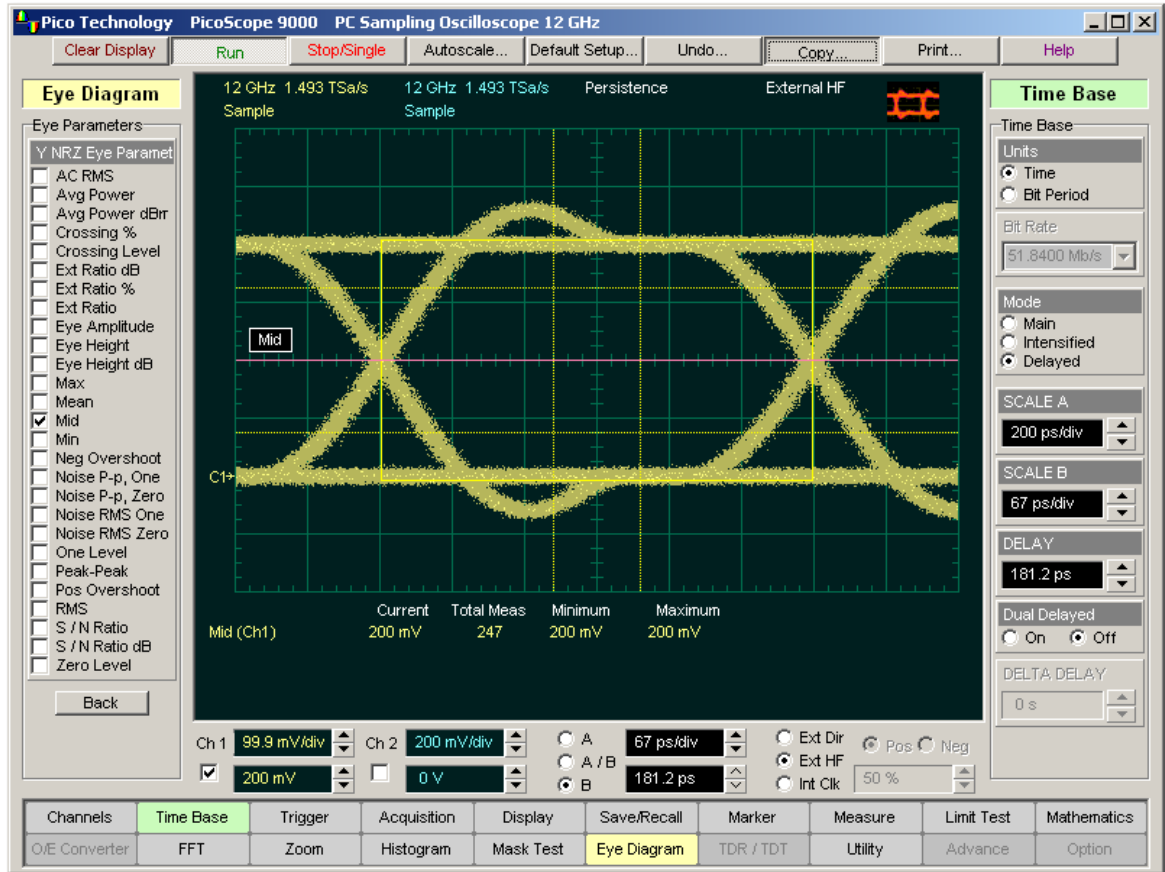 Pico Technology PicoScope 9000 PC Sampling Oscilloscope 12 GHz
Clear Display Run Stop/Single Autoscale... Default Setup... Undo... Copy... Print... Help
Eye Diagram
Eye Parameters
Y NRZ Eye Paramet
AC RMS
Avg Power
Avg Power dBm
Crossing %
Crossing Level
Ext Ratio dB
Ext Ratio %
Ext Ratio
Eye Amplitude
Eye Height
Eye Height dB
Max
Mean
Mid
Min
Neg Overshoot
Noise P-p, One
Noise P-p, Zero
Noise RMS One
Noise RMS Zero
One Level
Peak-Peak
Pos Overshoot
RMS
S / N Ratio
S / N Ratio dB
Zero Level
Back
12 GHz 1.493 TSa/s 12 GHz 1.493 TSa/s Persistence External HF
Sample Sample
Mid
C1
Current Total Meas Minimum Maximum
Mid (Ch1) 200 mV 247 200 mV 200 mV
Time Base
Time Base
Units
Time
Bit Period
Bit Rate
51.8400 Mb/s
Mode
Main
Intensified
Delayed
SCALE A
200 ps/div
SCALE B
67 ps/div
DELAY
181.2 ps
Dual Delayed
On Off
DELTA DELAY
0 s
Ch 1 99.9 mV/div Ch 2 200 mV/div A 67 ps/div Ext Dir Pos Neg
A / B Ext HF
200 mV 0 V B 181.2 ps Int Clk 50 %
Channels Time Base Trigger Acquisition Display Save/Recall Marker Measure Limit Test Mathematics
O/E Converter FFT Zoom Histogram Mask Test Eye Diagram TDR / TDT Utility Advance Option